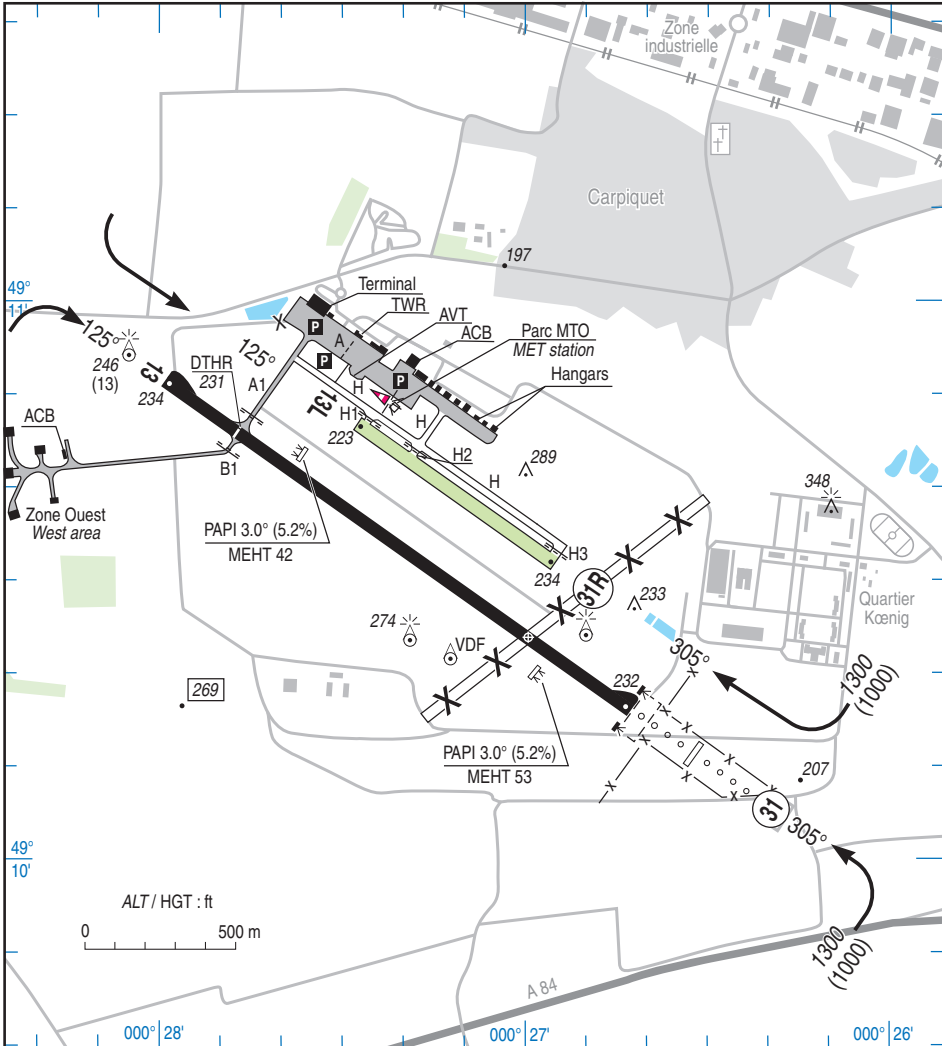 Zone
industrielle
Carpiquet
197
49°
11'
Terminal
TWR
AVT
ACB
Parc MTO
MET station
Hangars
125°
246
(13)
13
234
DTHR
231
A1
125°
P
A
P
P
H
13L
H1
223
H
H2
H
289
348
ACB
B1
Zone Ouest
West area
PAPI 3.0° (5.2%)
MEHT 42
H3
234
31R
233
Quartier
Kœnig
274
VDF
305°
1300
(1000)
232
269
PAPI 3.0° (5.2%)
MEHT 53
207
31
305°
49°
10'
ALT / HGT : ft
0
500 m
1300
(1000)
A 84
000° 28'
000° 27'
000° 26'